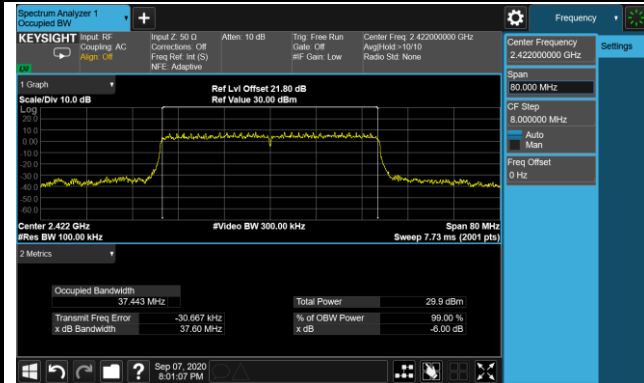 Spectrum Analyzer 1
Occupied BW
+
Frequency
KEYSIGHT
Input: RF
Coupling: AC
Align: Off
Input Z: 50 Ω
Corrections: Off
Freq Ref: Int (S)
NFE: Adaptive
Atten: 10 dB
Trig: Free Run
Gate: Off
#IF Gain: Low
Center Freq: 2.422000000 GHz
Avg|Hold:>10/10
Radio Std: None
Center Frequency
2.422000000 GHz
Settings
Span
80.000 MHz
CF Step
8.000000 MHz
Auto
Man
Freq Offset
0 Hz
1 Graph
Scale/Div 10.0 dB
Ref Lvl Offset 21.80 dB
Ref Value 30.00 dBm
Log
20.0
10.0
0.00
-10.0
-20.0
-30.0
-40.0
-50.0
-60.0
Center 2.422 GHz
#Video BW 300.00 kHz
Span 80 MHz
#Res BW 100.00 kHz
Sweep 7.73 ms (2001 pts)
2 Metrics
Occupied Bandwidth
37.443 MHz
Total Power 29.9 dBm
Transmit Freq Error -30.667 kHz
% of OBW Power 99.00 %
x dB Bandwidth 37.60 MHz
x dB -6.00 dB
?
Sep 07, 2020
8:01:07 PM